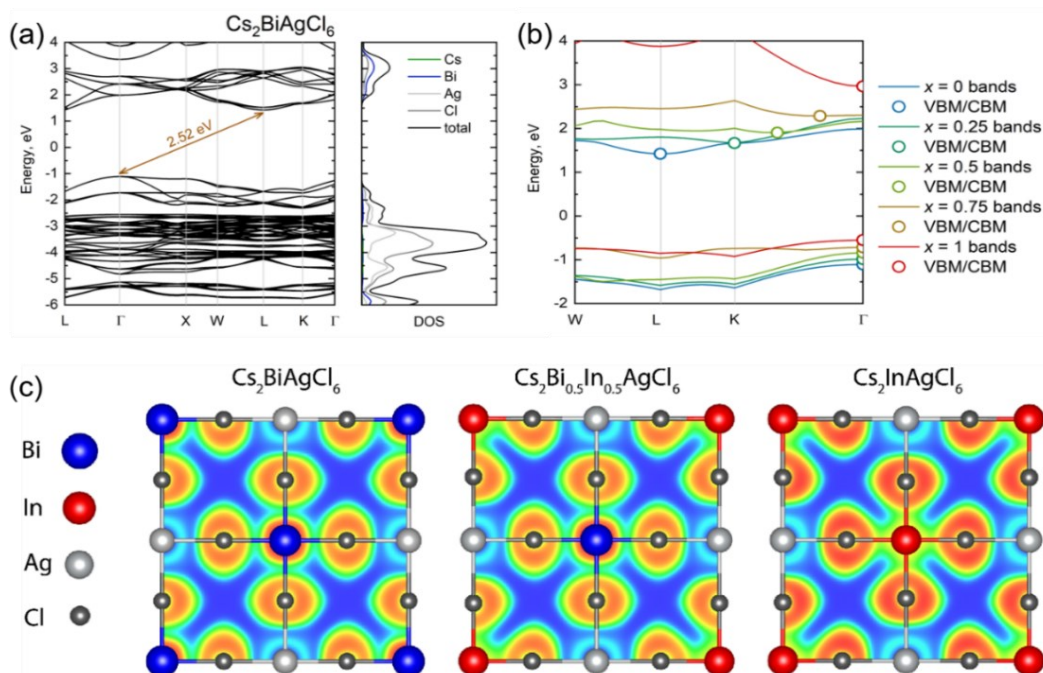 (a)
Cs₂BiAgCl₆
Energy, eV
4
3
2
1
0
-1
-2
-3
-4
-5
-6
2.52 eV
L Γ X W L K Γ
Cs
Bi
Ag
Cl
total
DOS
(b)
Energy, eV
4
3
2
1
0
-1
-2
W L K Γ
x = 0 bands
VBM/CBM
x = 0.25 bands
VBM/CBM
x = 0.5 bands
VBM/CBM
x = 0.75 bands
VBM/CBM
x = 1 bands
VBM/CBM
(c)
Bi
In
Ag
Cl
Cs₂BiAgCl₆
Cs₂Bi₀.₅In₀.₅AgCl₆
Cs₂InAgCl₆